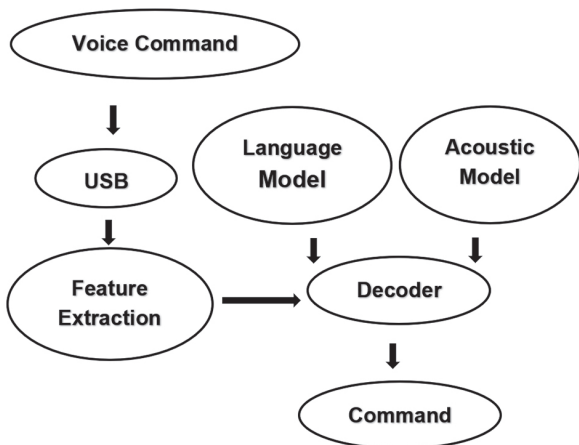 Voice Command
USB
Feature
Extraction
Language
Model
Acoustic
Model
Decoder
Command